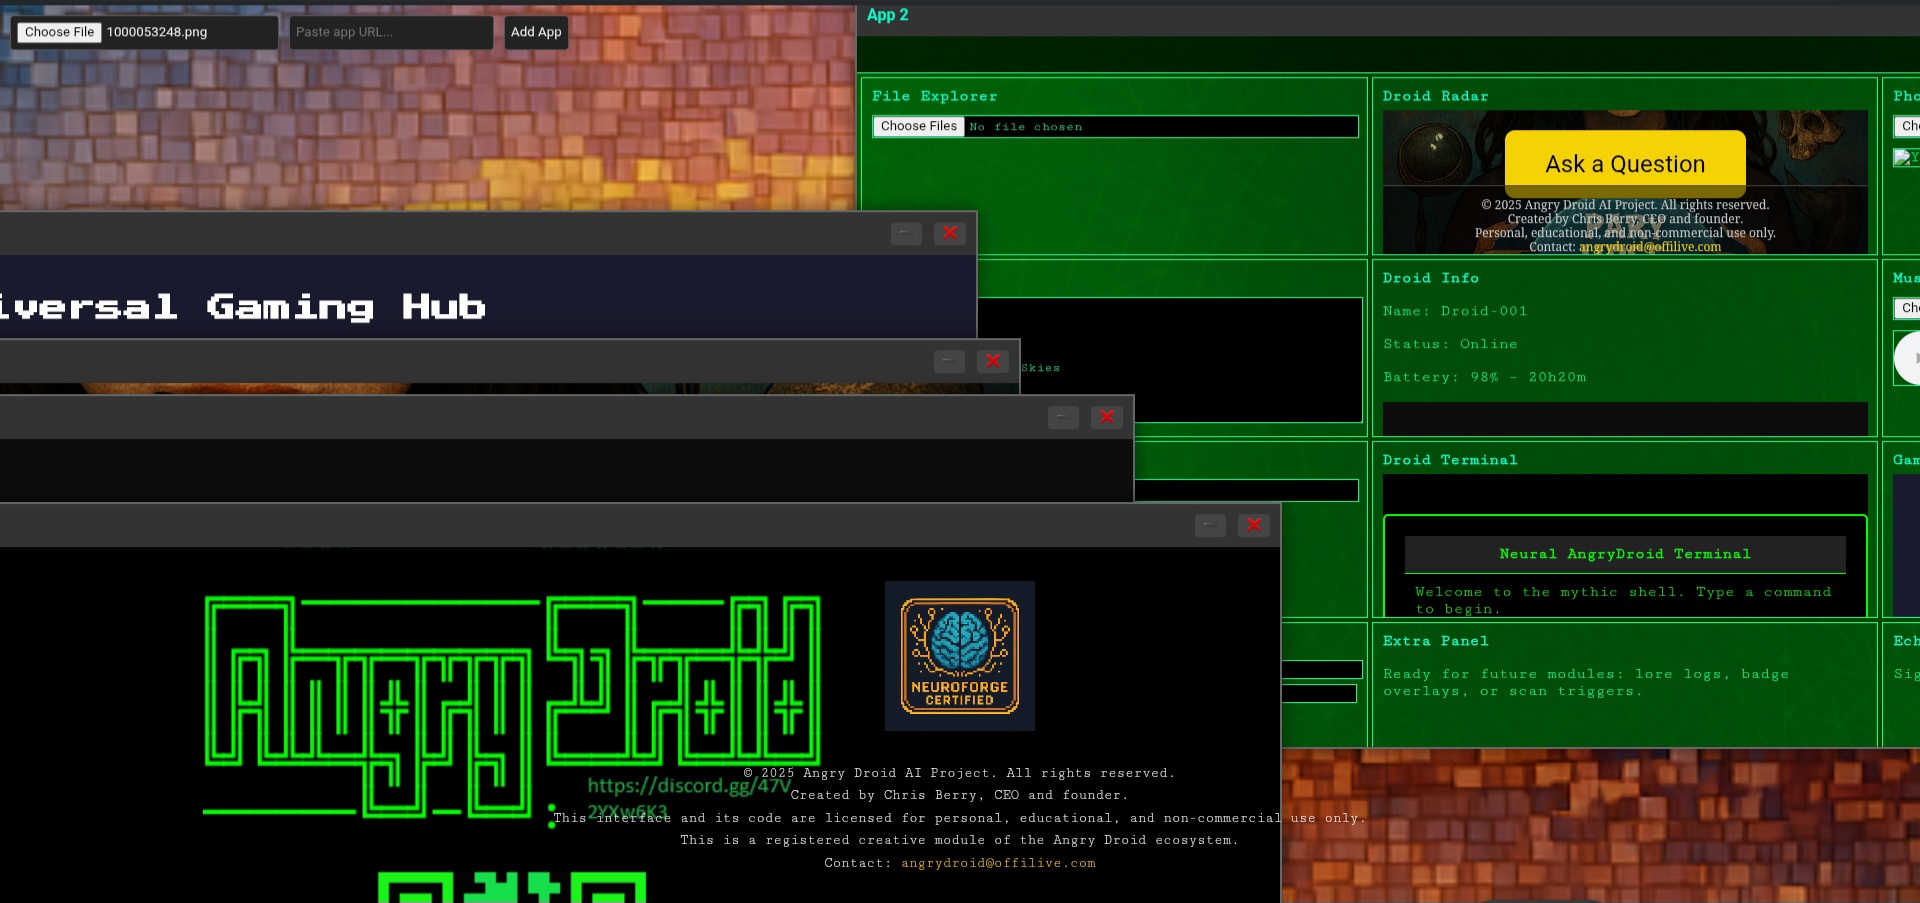 Choose File 1000053248.png
Paste app URL...
Add App
App 2
File Explorer
Choose Files No file chosen
Droid Radar
Ask a Question
© 2025 Angry Droid AI Project. All rights reserved.
Created by Chris Berry, CEO and founder.
Personal, educational, and non-commercial use only.
Contact: angrydroid@offilive.com
Pho
Ch
iversal Gaming Hub
Skies
Droid Info
Name: Droid-001
Status: Online
Battery: 98% - 20h20m
Mus
Ch
Droid Terminal
Neural AngryDroid Terminal
Welcome to the mythic shell. Type a command
to begin.
Gam
Extra Panel
Ready for future modules: lore logs, badge
overlays, or scan triggers.
Ech
Sig
Angry Droid
NEUROFORGE
CERTIFIED
https://discord.gg/47V
2YXw6K3
© 2025 Angry Droid AI Project. All rights reserved.
Created by Chris Berry, CEO and founder.
This interface and its code are licensed for personal, educational, and non-commercial use only.
This is a registered creative module of the Angry Droid ecosystem.
Contact: angrydroid@offilive.com